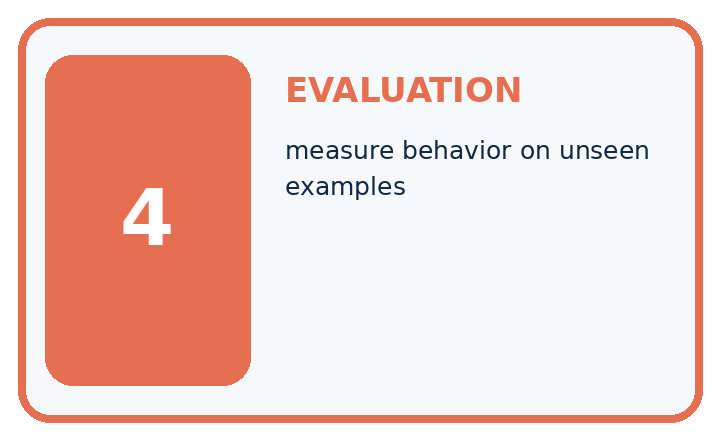 4
EVALUATION
measure behavior on unseen
examples